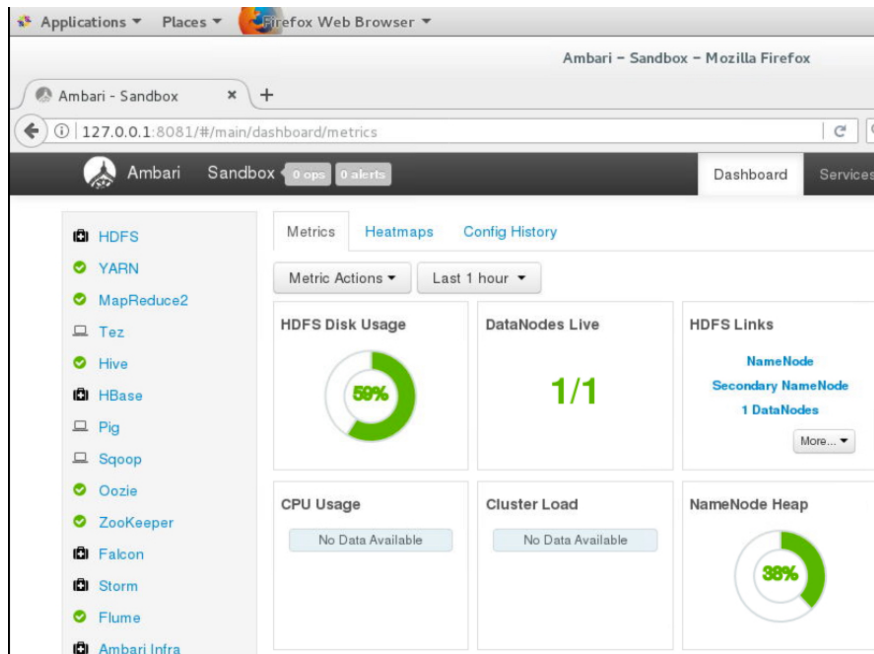 Applications Places Firefox Web Browser
Ambari – Sandbox – Mozilla Firefox
Ambari - Sandbox × +
127.0.0.1:8081/#/main/dashboard/metrics
Ambari Sandbox 0 ops 0 alerts Dashboard Services
HDFS
YARN
MapReduce2
Tez
Hive
HBase
Pig
Sqoop
Oozie
ZooKeeper
Falcon
Storm
Flume
Ambari Infra
Metrics Heatmaps Config History
Metric Actions Last 1 hour
HDFS Disk Usage
59%
DataNodes Live
1/1
HDFS Links
NameNode
Secondary NameNode
1 DataNodes
More...
CPU Usage
No Data Available
Cluster Load
No Data Available
NameNode Heap
38%